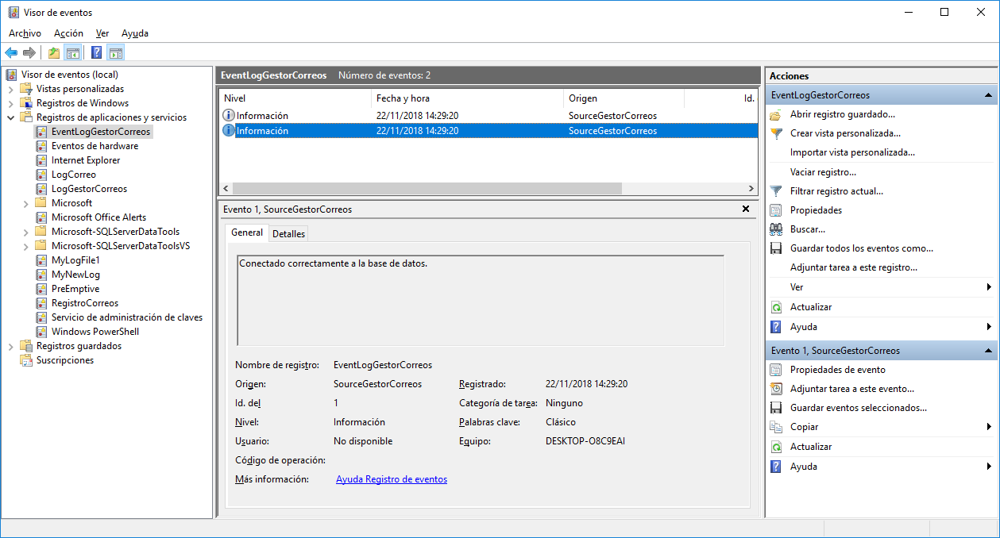 Visor de eventos
Archivo Acción Ver Ayuda
Visor de eventos (local)
Vistas personalizadas
Registros de Windows
Registros de aplicaciones y servicios
EventLogGestorCorreos
Eventos de hardware
Internet Explorer
LogCorreo
LogGestorCorreos
Microsoft
Microsoft Office Alerts
Microsoft-SQLServerDataTools
Microsoft-SQLServerDataToolsVS
MyLogFile1
MyNewLog
PreEmptive
RegistroCorreos
Servicio de administración de claves
Windows PowerShell
Registros guardados
Suscripciones
EventLogGestorCorreos Número de eventos: 2
Nivel Fecha y hora Origen Id.
Información 22/11/2018 14:29:20 SourceGestorCorreos
Información 22/11/2018 14:29:20 SourceGestorCorreos
Evento 1, SourceGestorCorreos
General Detalles
Conectado correctamente a la base de datos.
Nombre de registro: EventLogGestorCorreos
Origen: SourceGestorCorreos Registrado: 22/11/2018 14:29:20
Id. del 1 Categoría de tarea: Ninguno
Nivel: Información Palabras clave: Clásico
Usuario: No disponible Equipo: DESKTOP-O8C9EAI
Código de operación:
Más información: Ayuda Registro de eventos
Acciones
EventLogGestorCorreos
Abrir registro guardado...
Crear vista personalizada...
Importar vista personalizada...
Vaciar registro...
Filtrar registro actual...
Propiedades
Buscar...
Guardar todos los eventos como...
Adjuntar tarea a este registro...
Ver
Actualizar
Ayuda
Evento 1, SourceGestorCorreos
Propiedades de evento
Adjuntar tarea a este evento...
Guardar eventos seleccionados...
Copiar
Actualizar
Ayuda